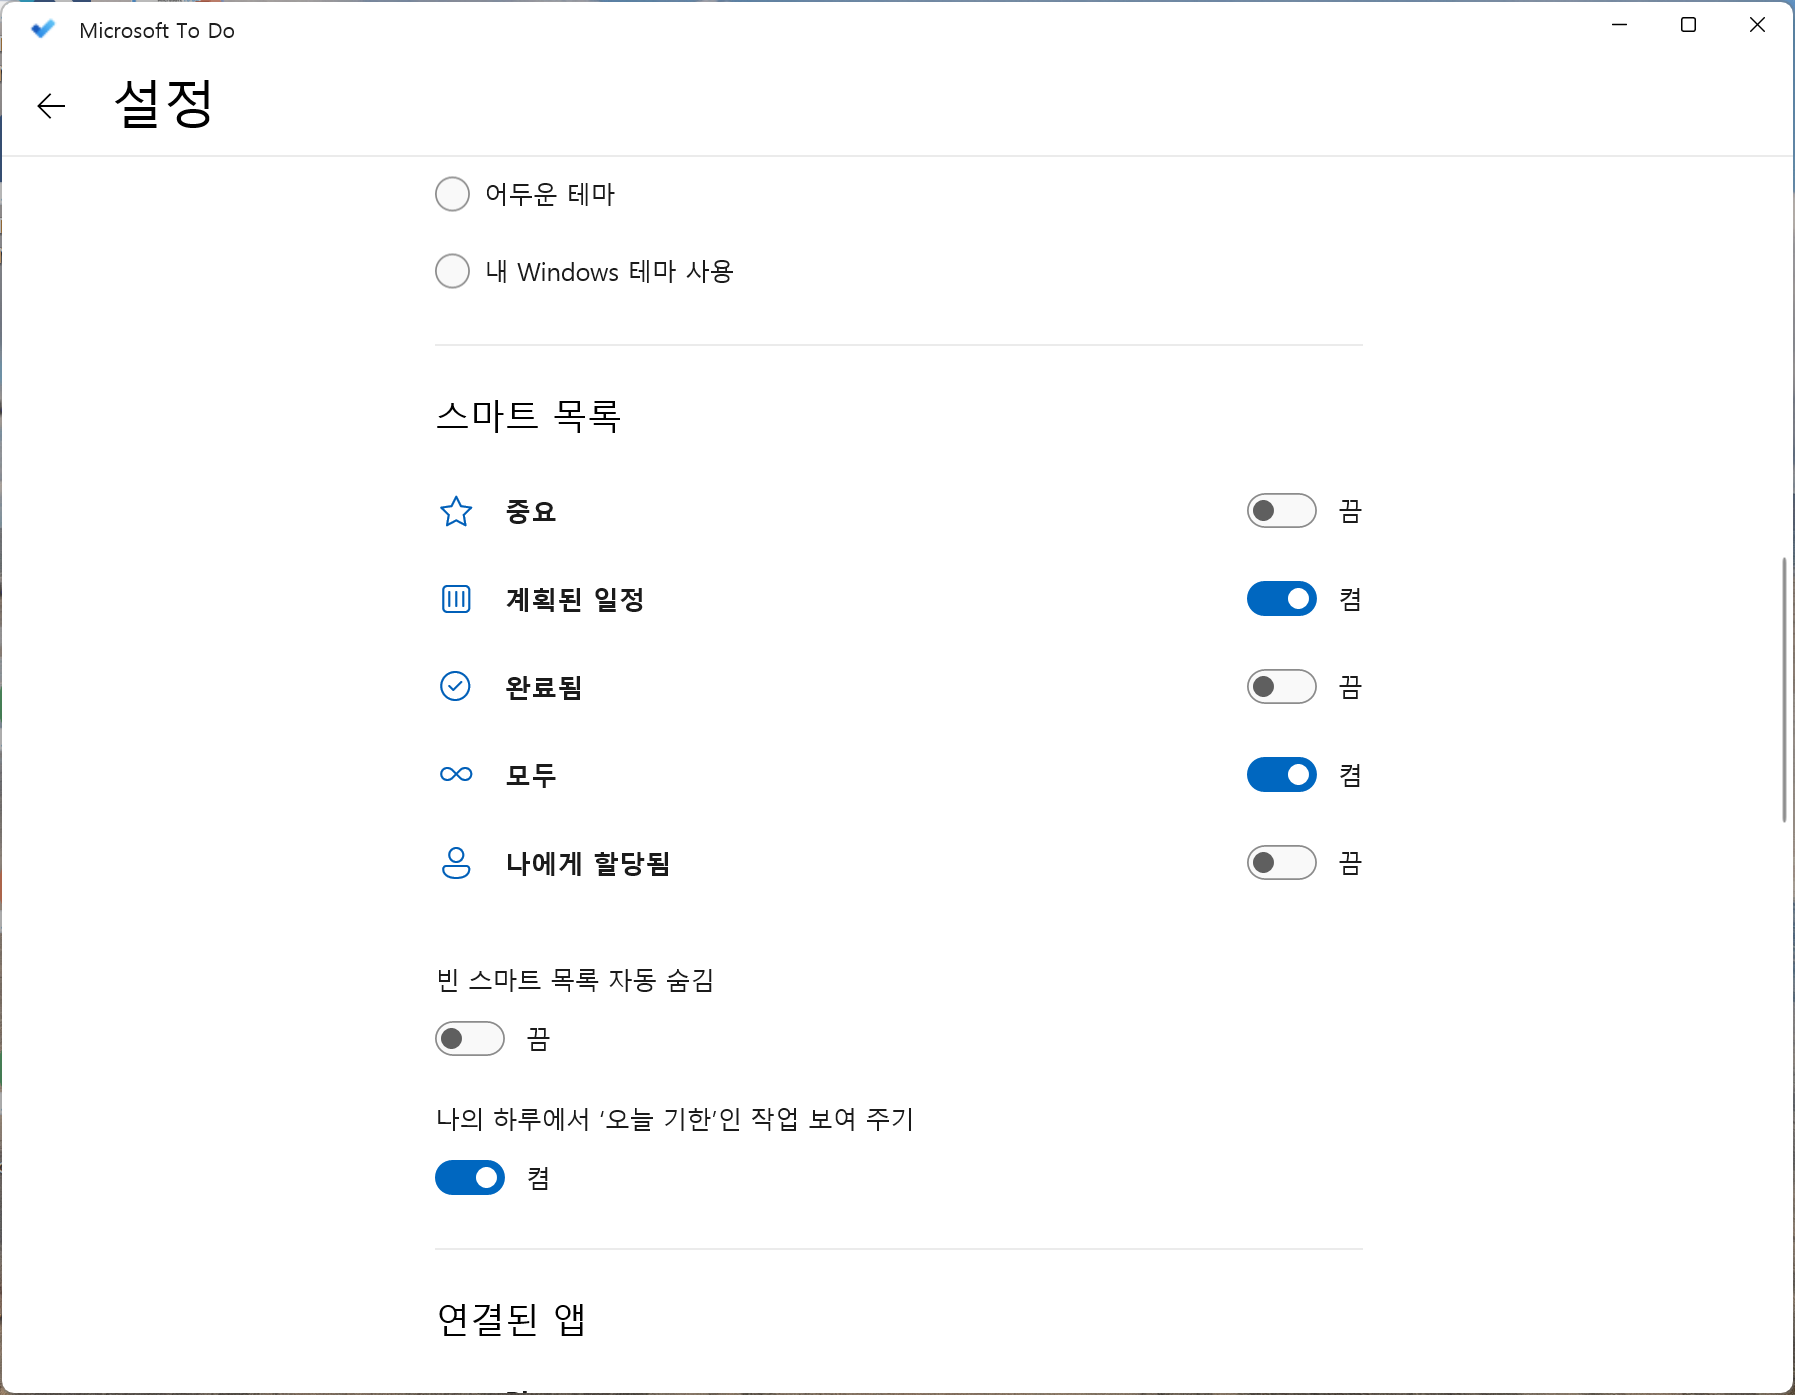 Microsoft To Do
설정
어두운 테마
내 Windows 테마 사용
스마트 목록
중요 끔
계획된 일정 켬
완료됨 끔
모두 켬
나에게 할당됨 끔
빈 스마트 목록 자동 숨김
끔
나의 하루에서 ‘오늘 기한’인 작업 보여 주기
켬
연결된 앱